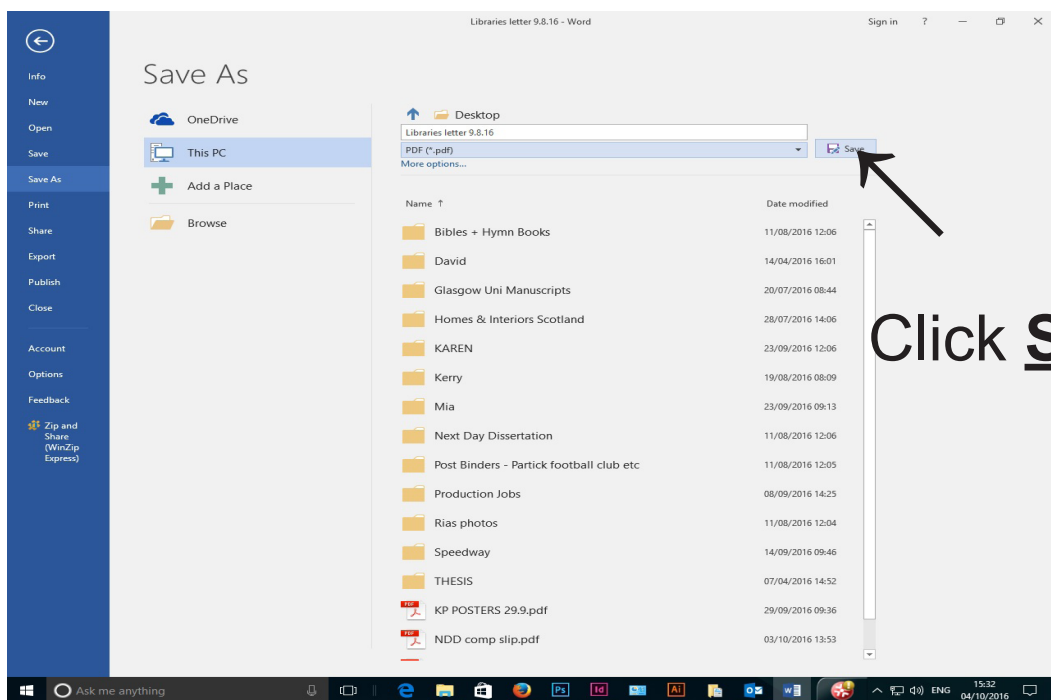 Libraries letter 9.8.16 - Word
Sign in ?
Info
New
Open
Save
Save As
Print
Share
Export
Publish
Close
Account
Options
Feedback
Zip and
Share
(WinZip
Express)
Save As
OneDrive
This PC
Add a Place
Browse
Desktop
Libraries letter 9.8.16
PDF (*.pdf)
Save
More options...
Name ↑ Date modified
Bibles + Hymn Books 11/08/2016 12:06
David 14/04/2016 16:01
Glasgow Uni Manuscripts 20/07/2016 08:44
Homes & Interiors Scotland 28/07/2016 14:06
KAREN 23/09/2016 12:06
Kerry 19/08/2016 08:09
Mia 23/09/2016 09:13
Next Day Dissertation 11/08/2016 12:06
Post Binders - Partick football club etc 11/08/2016 12:05
Production Jobs 08/09/2016 14:25
Rias photos 11/08/2016 12:04
Speedway 14/09/2016 09:46
THESIS 07/04/2016 14:52
PDF KP POSTERS 29.9.pdf 29/09/2016 09:36
PDF NDD comp slip.pdf 03/10/2016 13:53
Click S
Ask me anything
Ps Id Ai
ENG
15:32
04/10/2016